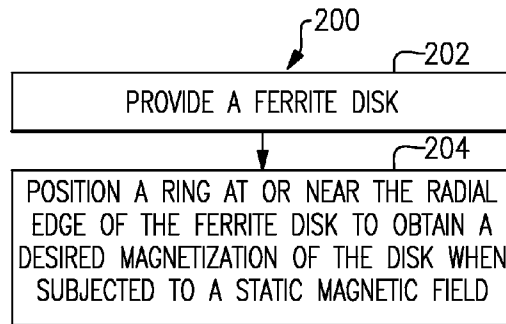 200
202
PROVIDE A FERRITE DISK
204
POSITION A RING AT OR NEAR THE RADIAL
EDGE OF THE FERRITE DISK TO OBTAIN A
DESIRED MAGNETIZATION OF THE DISK WHEN
SUBJECTED TO A STATIC MAGNETIC FIELD